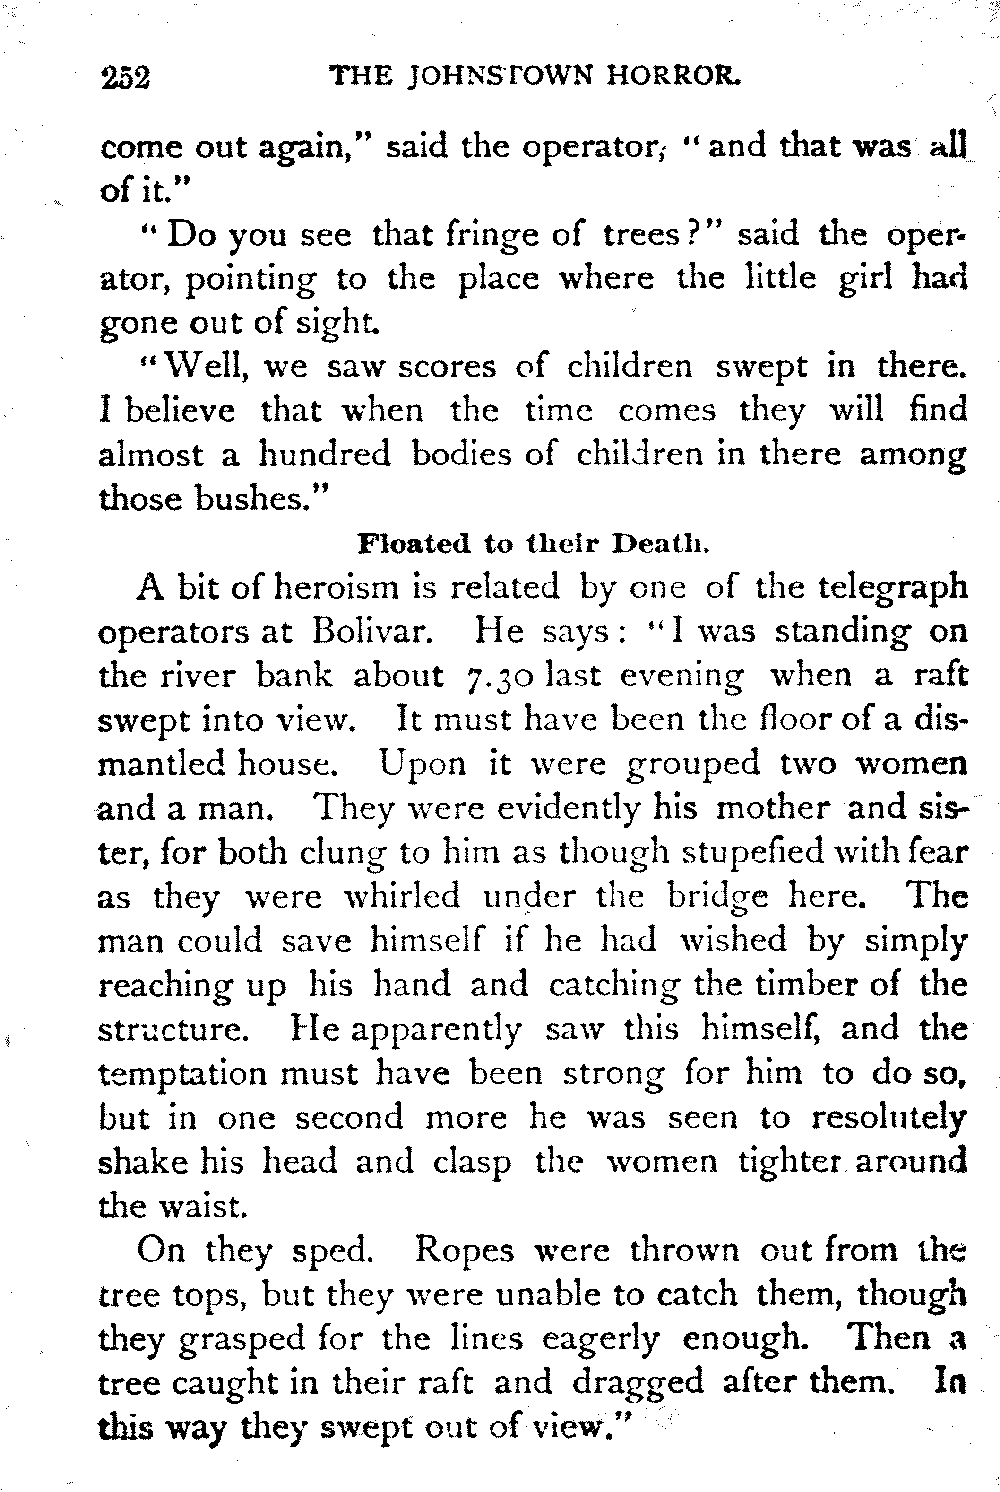 252 THE JOHNSTOWN HORROR.
come out again," said the operator, "and that was all
of it."
"Do you see that fringe of trees?" said the oper-
ator, pointing to the place where the little girl had
gone out of sight.
"Well, we saw scores of children swept in there.
I believe that when the time comes they will find
almost a hundred bodies of children in there among
those bushes."
Floated to their Death.
A bit of heroism is related by one of the telegraph
operators at Bolivar. He says: "I was standing on
the river bank about 7.30 last evening when a raft
swept into view. It must have been the floor of a dis-
mantled house. Upon it were grouped two women
and a man. They were evidently his mother and sis-
ter, for both clung to him as though stupefied with fear
as they were whirled under the bridge here. The
man could save himself if he had wished by simply
reaching up his hand and catching the timber of the
structure. He apparently saw this himself, and the
temptation must have been strong for him to do so,
but in one second more he was seen to resolutely
shake his head and clasp the women tighter around
the waist.
On they sped. Ropes were thrown out from the
tree tops, but they were unable to catch them, though
they grasped for the lines eagerly enough. Then a
tree caught in their raft and dragged after them. In
this way they swept out of view."